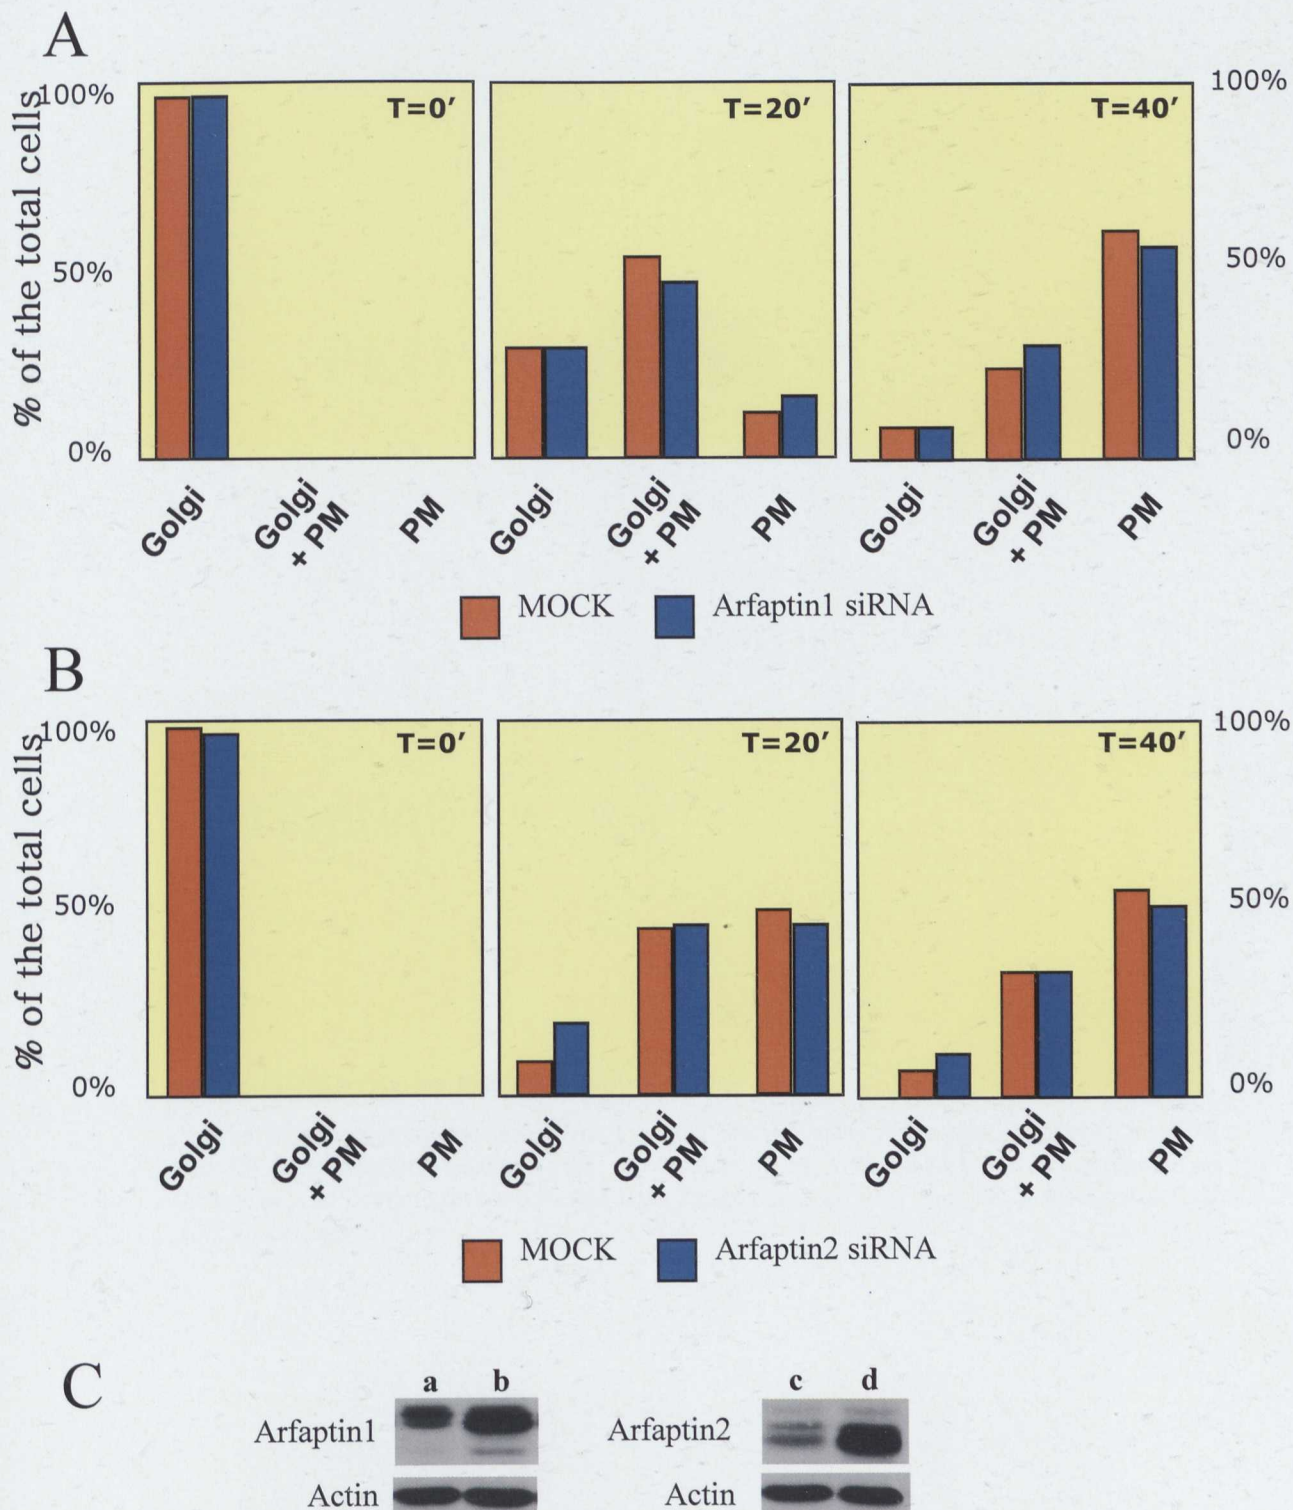 A
100%
T=0′
T=20′
T=40′
100%
% of the total cells
50%
50%
0%
0%
Golgi
Golgi
+ PM
PM
Golgi
Golgi
+ PM
PM
Golgi
Golgi
+ PM
PM
MOCK
Arfaptin1 siRNA
B
100%
T=0′
T=20′
T=40′
100%
% of the total cells
50%
50%
0%
0%
Golgi
Golgi
+ PM
PM
Golgi
Golgi
+ PM
PM
Golgi
Golgi
+ PM
PM
MOCK
Arfaptin2 siRNA
C
a b
c d
Arfaptin1
Arfaptin2
Actin
Actin